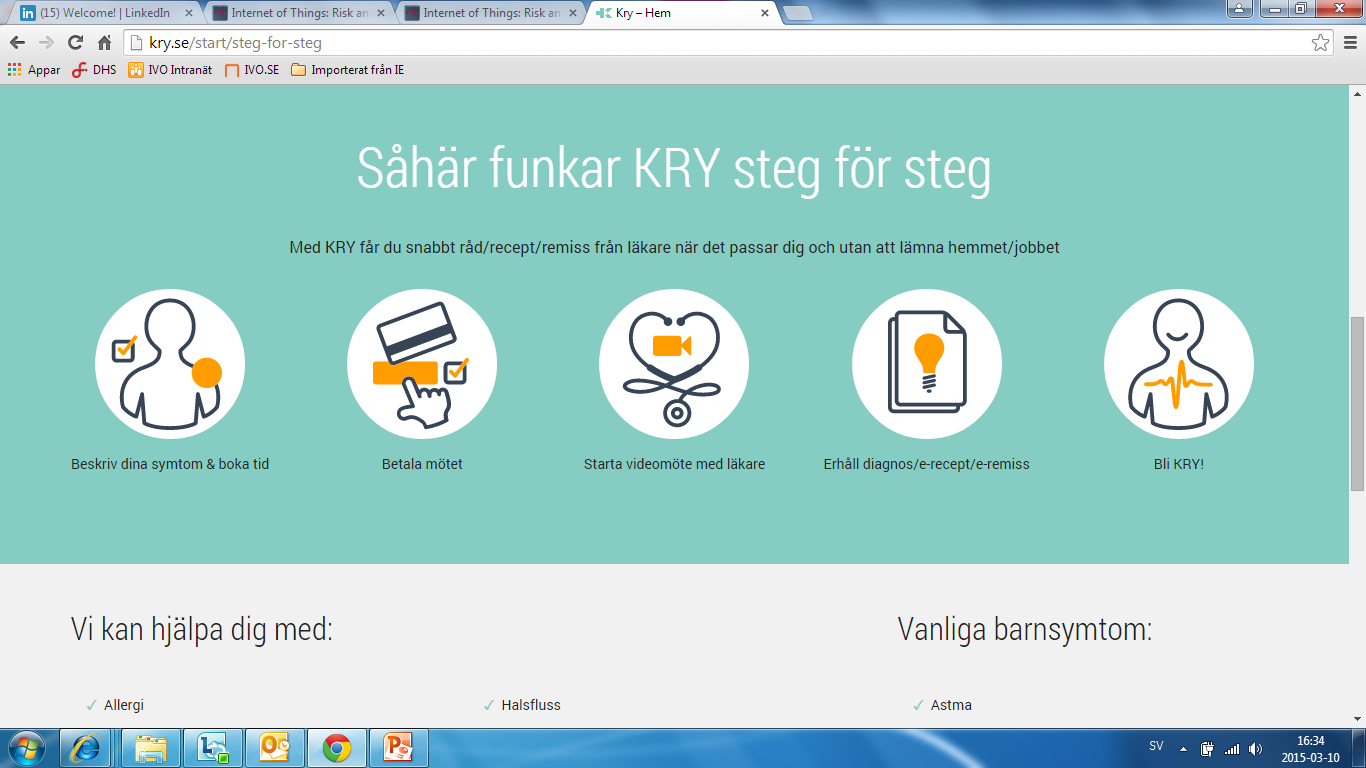 (15) Welcome! | LinkedIn
Internet of Things: Risk an
Internet of Things: Risk an
Kry – Hem
kry.se/start/steg-for-steg
Appar
DHS
IVO Intranät
IVO.SE
Importerat från IE
Såhär funkar KRY steg för steg
Med KRY får du snabbt råd/recept/remiss från läkare när det passar dig och utan att lämna hemmet/jobbet
Beskriv dina symtom & boka tid
Betala mötet
Starta videomöte med läkare
Erhåll diagnos/e-recept/e-remiss
Bli KRY!
Vi kan hjälpa dig med:
Vanliga barnsymtom:
✓ Allergi
✓ Halsfluss
✓ Astma
SV
16:34
2015-03-10